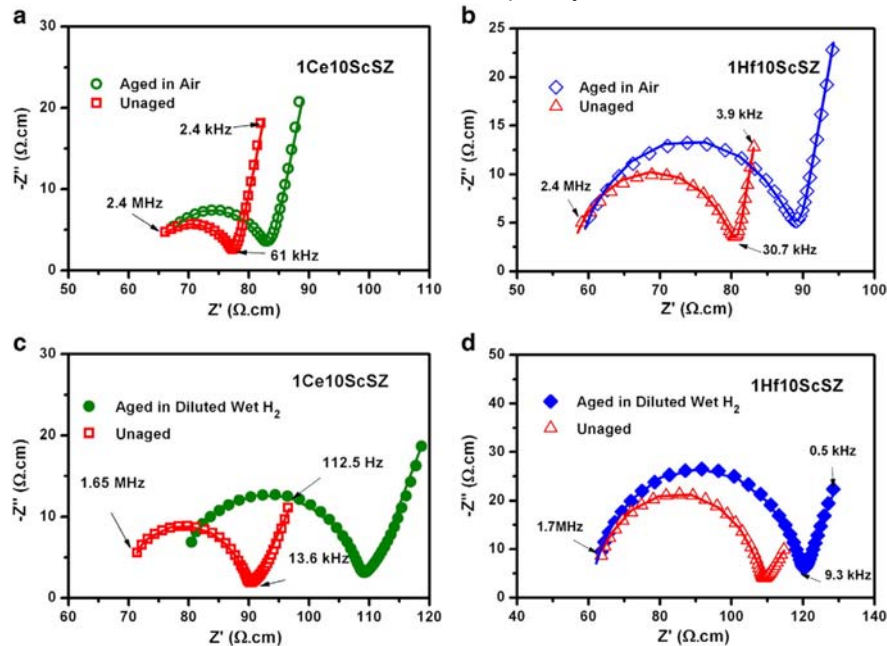 a
1Ce10ScSZ
Aged in Air
Unaged
2.4 kHz
2.4 MHz
61 kHz
30
20
10
0
50 60 70 80 90 100 110
-Z'' (Ω.cm)
Z' (Ω.cm)
b
1Hf10ScSZ
Aged in Air
Unaged
3.9 kHz
2.4 MHz
30.7 kHz
25
20
15
10
5
0
50 60 70 80 90 100
-Z'' (Ω.cm)
Z' (Ω.cm)
c
1Ce10ScSZ
Aged in Diluted Wet H2
Unaged
112.5 Hz
1.65 MHz
13.6 kHz
30
20
10
0
60 70 80 90 100 110 120
-Z'' (Ω.cm)
Z' (Ω.cm)
d
1Hf10ScSZ
Aged in Diluted Wet H2
Unaged
0.5 kHz
1.7MHz
9.3 kHz
50
40
30
20
10
0
40 60 80 100 120 140
-Z'' (Ω.cm)
Z' (Ω.cm)